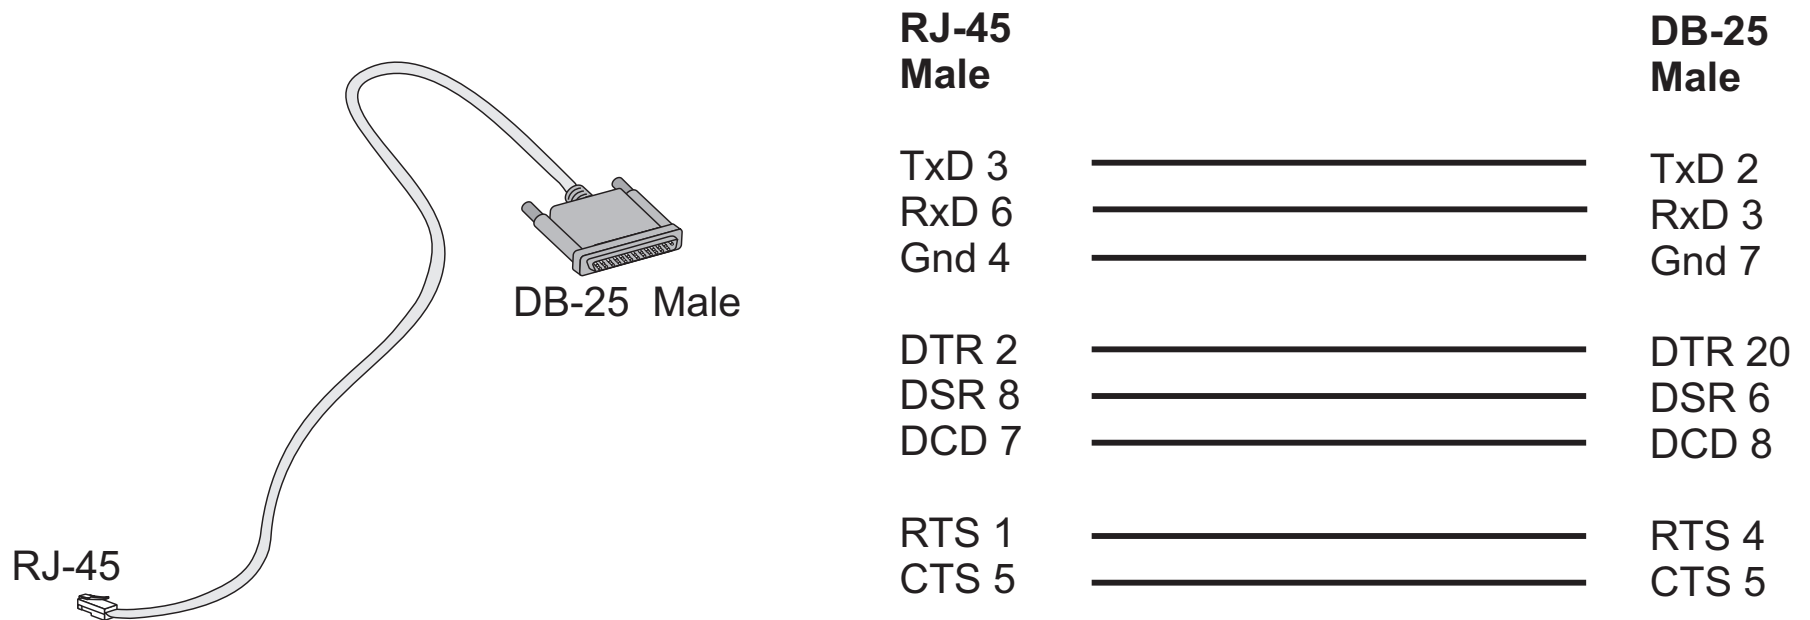 RJ-45
Male
DB-25
Male
TxD 3
TxD 2
RxD 6
RxD 3
Gnd 4
Gnd 7
DB-25 Male
DTR 2
DTR 20
DSR 8
DSR 6
DCD 7
DCD 8
RTS 1
RTS 4
CTS 5
CTS 5
RJ-45